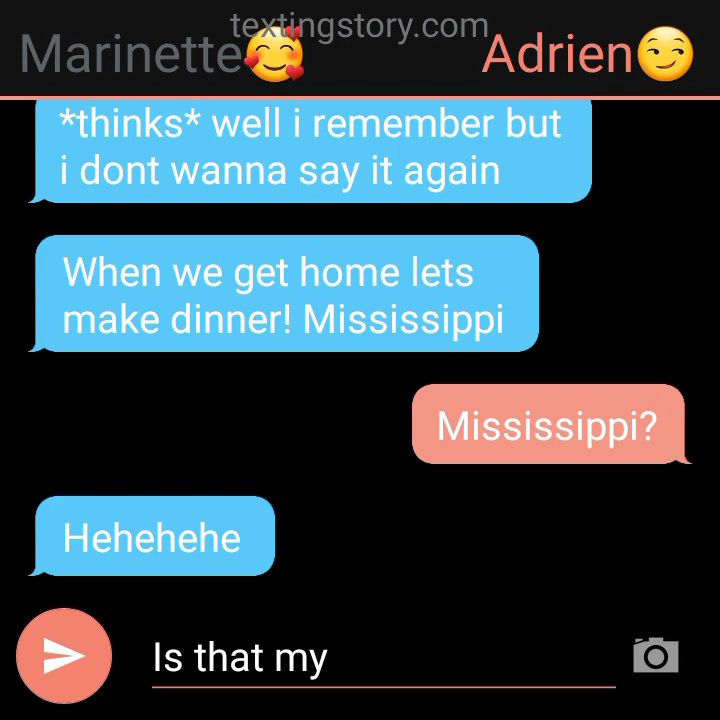 textingstory.com
Marinette🥰 Adrien😏
*thinks* well i remember but
i dont wanna say it again
When we get home lets
make dinner! Mississippi
Mississippi?
Hehehehe
Is that my